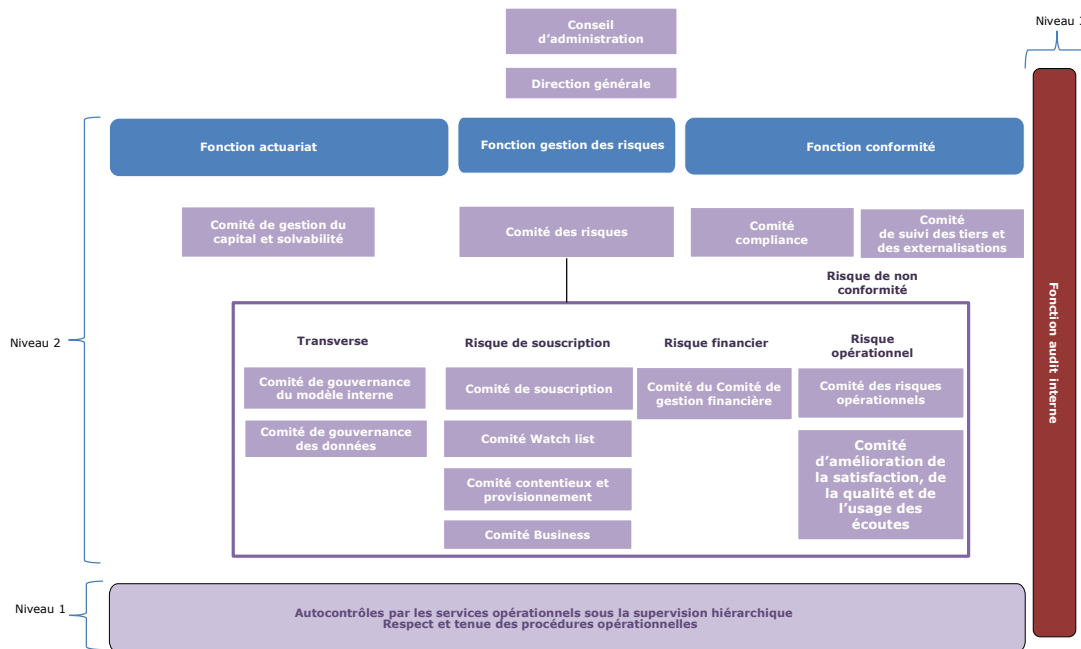 Conseil
d'administration
Niveau
Direction générale
Fonction actuariat
Fonction gestion des risques
Fonction conformité
Comité de gestion du
capital et solvabilité
Comité des risques
Comité
compliance
Comité
de suivi des tiers et
des externalisations
Risque de non
conformité
Niveau 2
Transverse
Risque de souscription
Risque financier
Risque
opérationnel
Comité de gouvernance
du modèle interne
Comité de souscription
Comité du Comité de
gestion financière
Comité des risques
opérationnels
Comité de gouvernance
des données
Comité Watch list
Comité
d'amélioration de
la satisfaction, de
la qualité et de
l'usage des
écoutes
Comité contentieux et
provisionnement
Comité Business
Fonction audit interne
Niveau 1
Autocontrôles par les services opérationnels sous la supervision hiérarchique
Respect et tenue des procédures opérationnelles